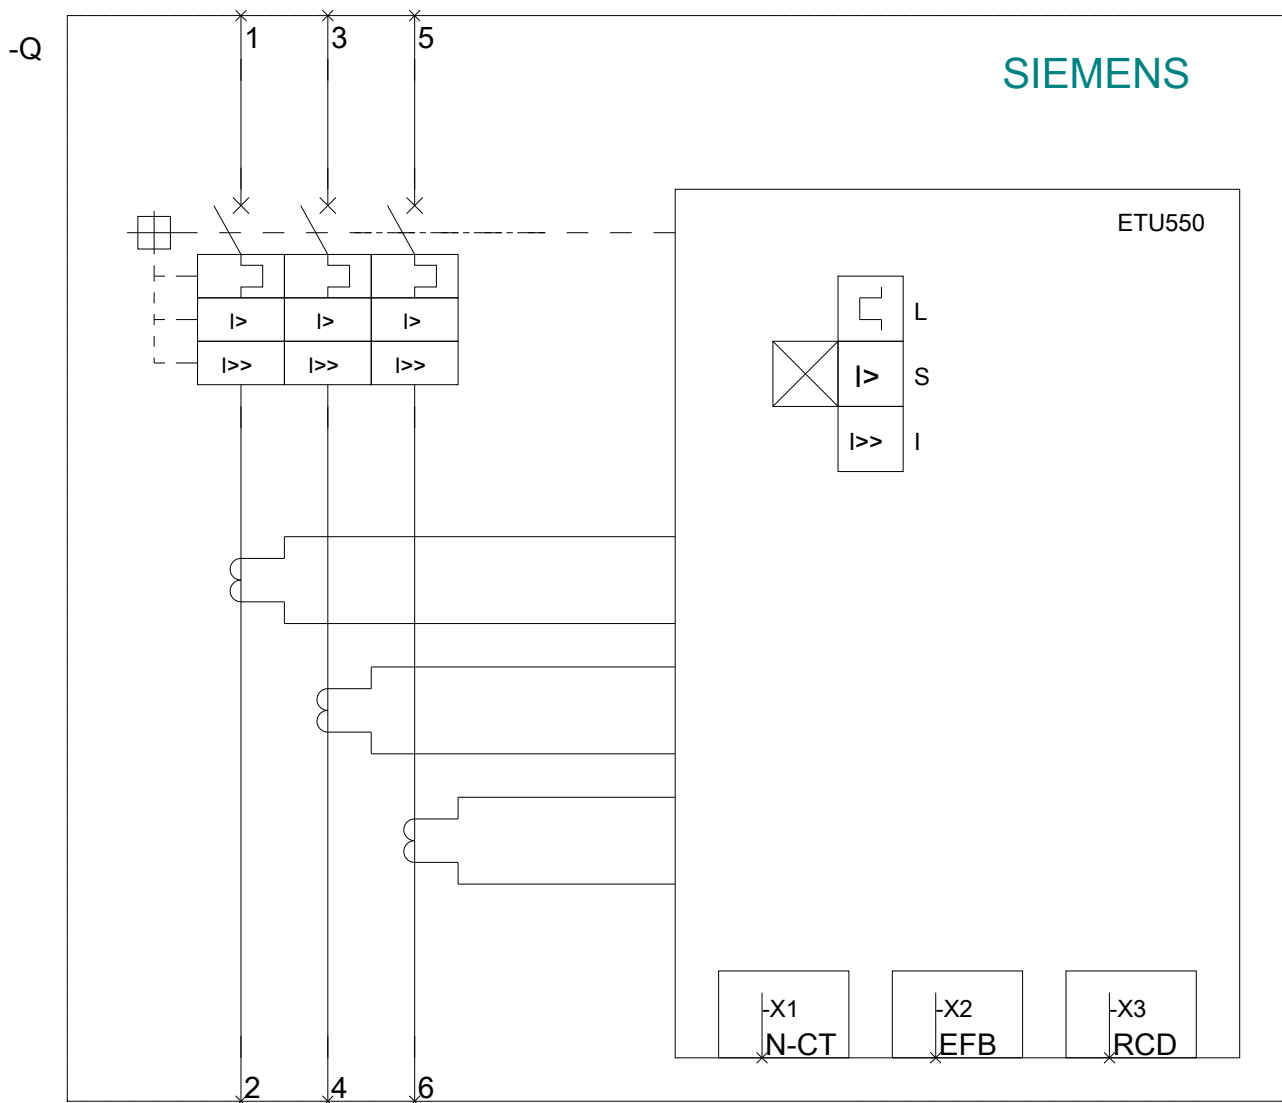 1 3 5
-Q
SIEMENS
ETU550
L
I> I> I>
I>> I>> I>>
I> S
I>> I
-X1 -X2 -X3
N-CT EFB RCD
2 4 6